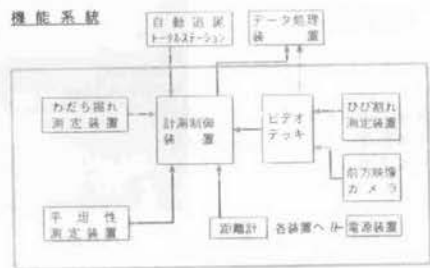 機能系統
自動追尾
トータルステーション
データ処理
装置
わだち掘れ
測定装置
計測制御
装置
ビデオ
デッキ
ひび割れ
測定装置
前方映像
カメラ
平坦性
測定装置
距離計
各装置へ
電源装置